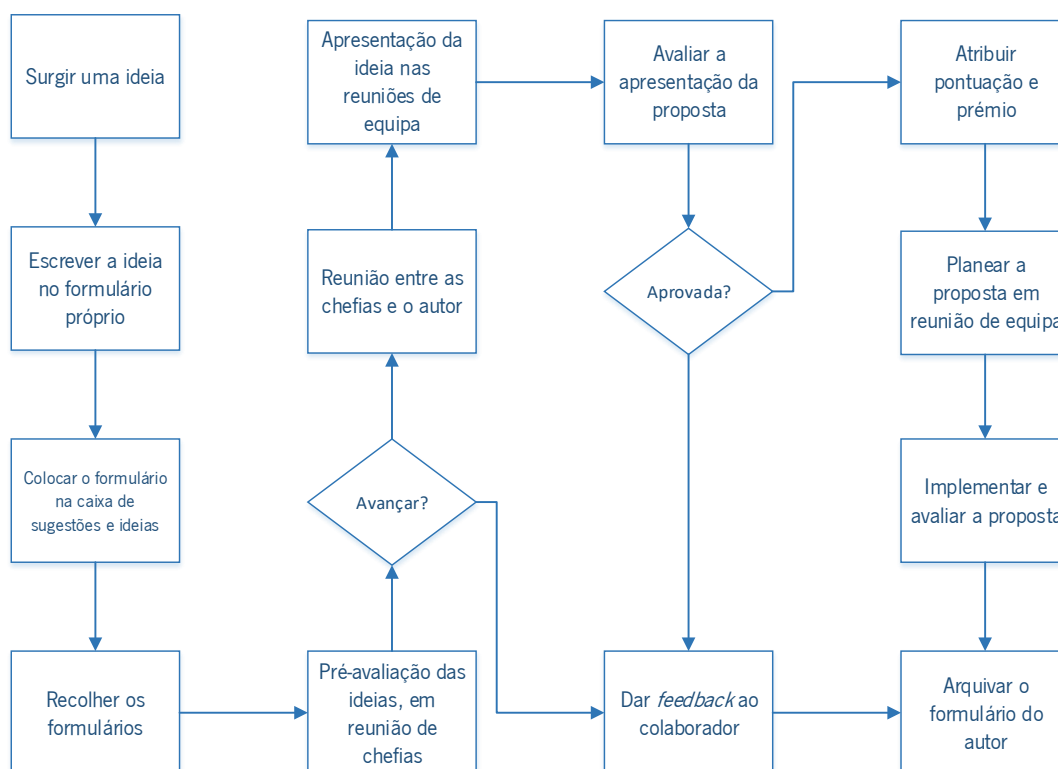 Surgir uma ideia
Escrever a ideia
no formulário
próprio
Colocar o formulário
na caixa de
sugestões e ideias
Recolher os
formulários
Pré-avaliação das
ideias, em
reunião de
chefias
Avançar?
Reunião entre as
chefias e o autor
Apresentação da
ideia nas
reuniões de
equipa
Avaliar a
apresentação da
proposta
Aprovada?
Dar feedback ao
colaborador
Atribuir
pontuação e
prémio
Planear a
proposta em
reunião de equipa
Implementar e
avaliar a proposta
Arquivar o
formulário do
autor